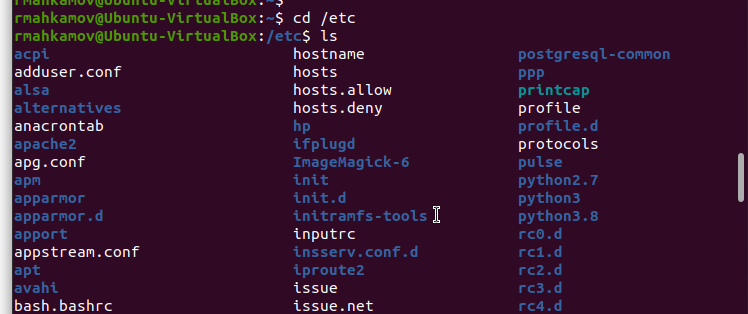 rmahkamov@Ubuntu-VirtualBox:~$
rmahkamov@Ubuntu-VirtualBox:~$ cd /etc
rmahkamov@Ubuntu-VirtualBox:/etc$ ls
acpi hostname postgresql-common
adduser.conf hosts ppp
alsa hosts.allow printcap
alternatives hosts.deny profile
anacrontab hp profile.d
apache2 ifplugd protocols
apg.conf ImageMagick-6 pulse
apm init python2.7
apparmor init.d python3
apparmor.d initramfs-tools python3.8
apport inputrc rc0.d
appstream.conf insserv.conf.d rc1.d
apt iproute2 rc2.d
avahi issue rc3.d
bash.bashrc issue.net rc4.d